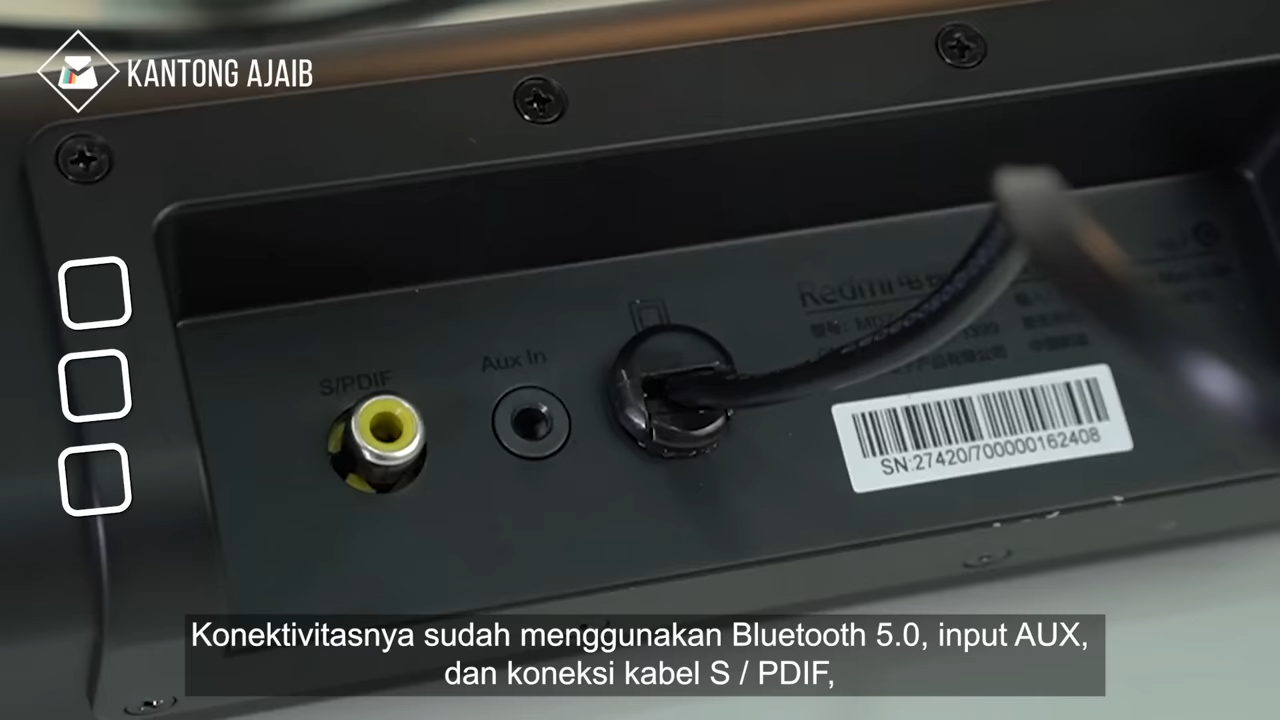 KANTONG AJAIB
S/PDIF
Aux In
Redmi
SN:27420/700000162408
Konektivitasnya sudah menggunakan Bluetooth 5.0, input AUX,
dan koneksi kabel S / PDIF,